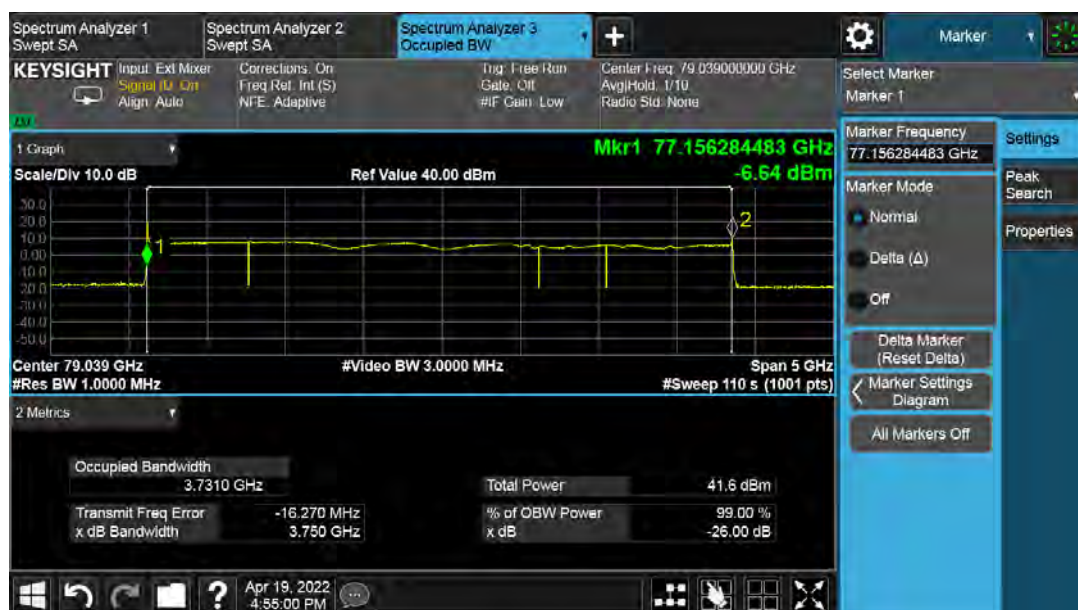 Spectrum Analyzer 1
Swept SA
Spectrum Analyzer 2
Swept SA
Spectrum Analyzer 3
Occupied BW
Marker
KEYSIGHT
Input: Ext Mixer
Signal ID: On
Align: Auto
Corrections: On
Freq Ref: Int (S)
NFE: Adaptive
Trig: Free Run
Gate: Off
#IF Gain: Low
Center Freq: 79.039000000 GHz
Avg|Hold: 1/10
Radio Std: None
Select Marker
Marker 1
1 Graph
Mkr1 77.156284483 GHz
-6.64 dBm
Scale/Div 10.0 dB
Ref Value 40.00 dBm
30.0
20.0
10.0
0.00
-10.0
-20.0
-30.0
-40.0
-50.0
1
2
Center 79.039 GHz
#Video BW 3.0000 MHz
Span 5 GHz
#Res BW 1.0000 MHz
#Sweep 110 s (1001 pts)
2 Metrics
Occupied Bandwidth
3.7310 GHz
Total Power 41.6 dBm
Transmit Freq Error -16.270 MHz
% of OBW Power 99.00 %
x dB Bandwidth 3.750 GHz
x dB -26.00 dB
Marker Frequency
77.156284483 GHz
Marker Mode
Normal
Delta (Δ)
Off
Delta Marker
(Reset Delta)
Marker Settings
Diagram
All Markers Off
Settings
Peak
Search
Properties
?
Apr 19, 2022
4:55:00 PM